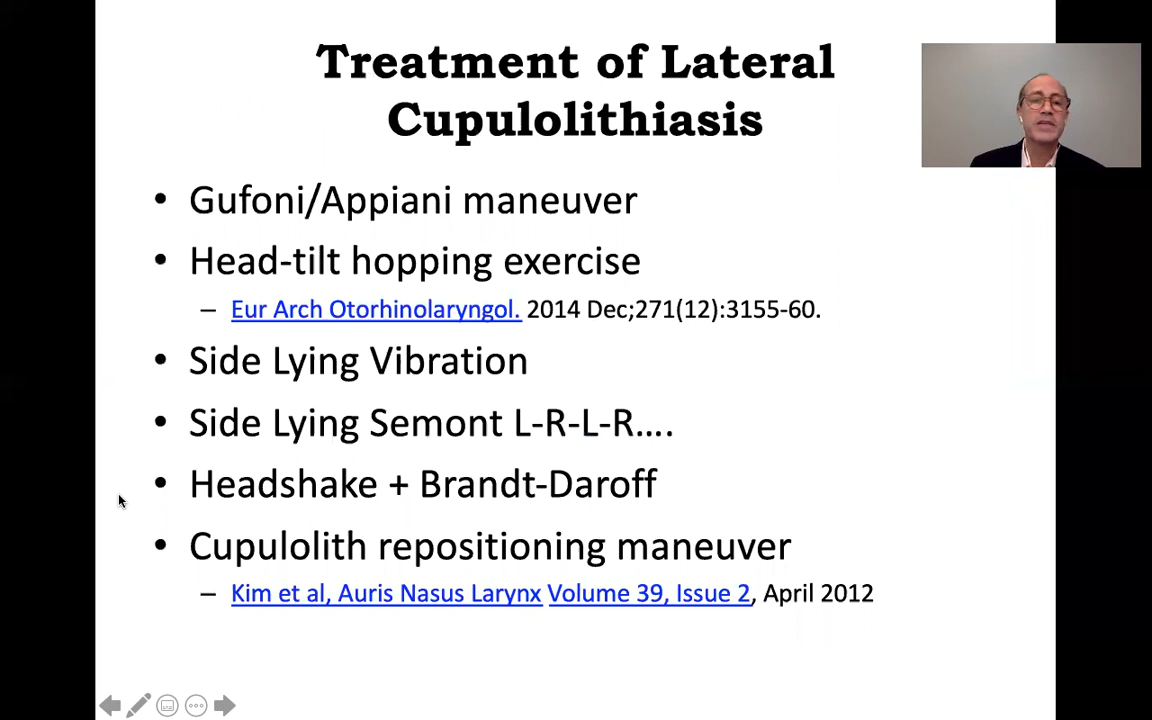 Treatment of Lateral
Cupulolithiasis
• Gufoni/Appiani maneuver
• Head-tilt hopping exercise
– Eur Arch Otorhinolaryngol. 2014 Dec;271(12):3155-60.
• Side Lying Vibration
• Side Lying Semont L-R-L-R….
• Headshake + Brandt-Daroff
• Cupulolith repositioning maneuver
– Kim et al, Auris Nasus Larynx Volume 39, Issue 2, April 2012